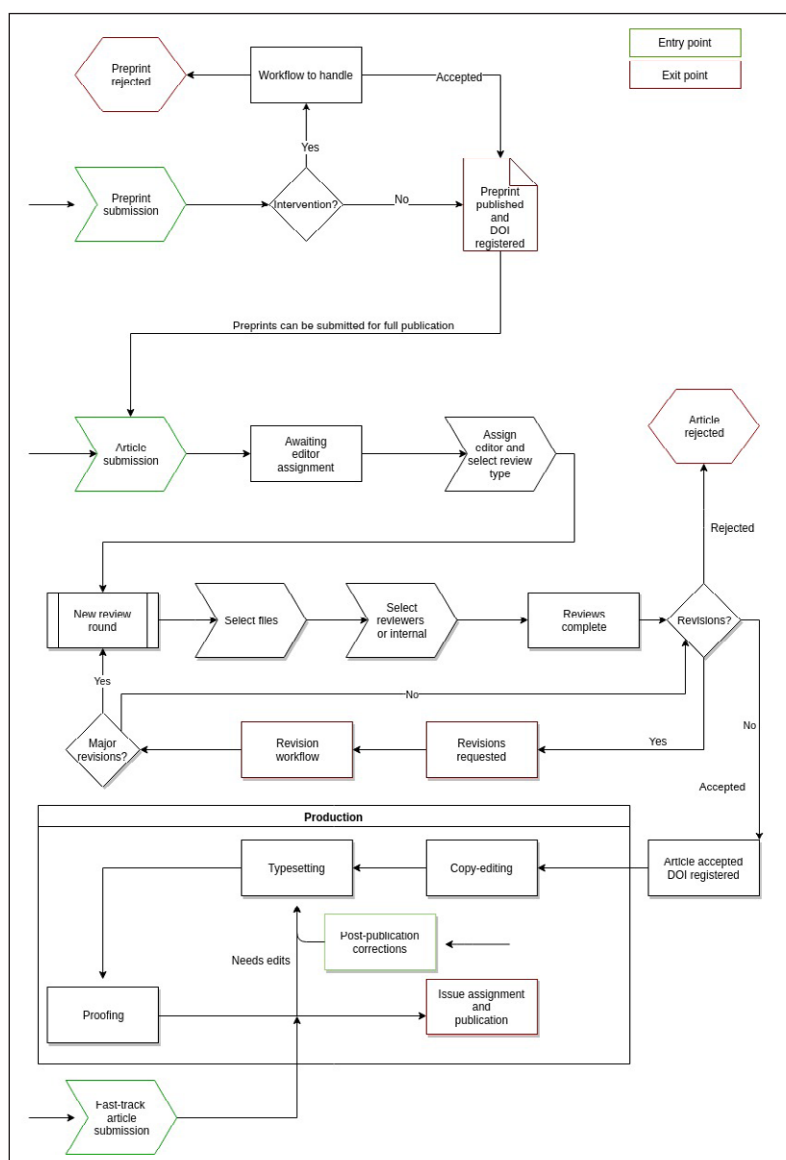 Preprint
rejected
Workflow to handle
Accepted
Entry point
Exit point
Yes
Preprint
submission
Intervention?
No
Preprint
published
and
DOI
registered
Preprints can be submitted for full publication
Article
submission
Awaiting
editor
assignment
Assign
editor and
select review
type
Article
rejected
Rejected
New review
round
Select files
Select
reviewers
or internal
Reviews
complete
Revisions?
Yes
No
No
Major
revisions?
Revision
workflow
Revisions
requested
Yes
Accepted
Production
Typesetting
Copy-editing
Article accepted
DOI registered
Post-publication
corrections
Needs edits
Proofing
Issue assignment
and
publication
Fast-track
article
submission